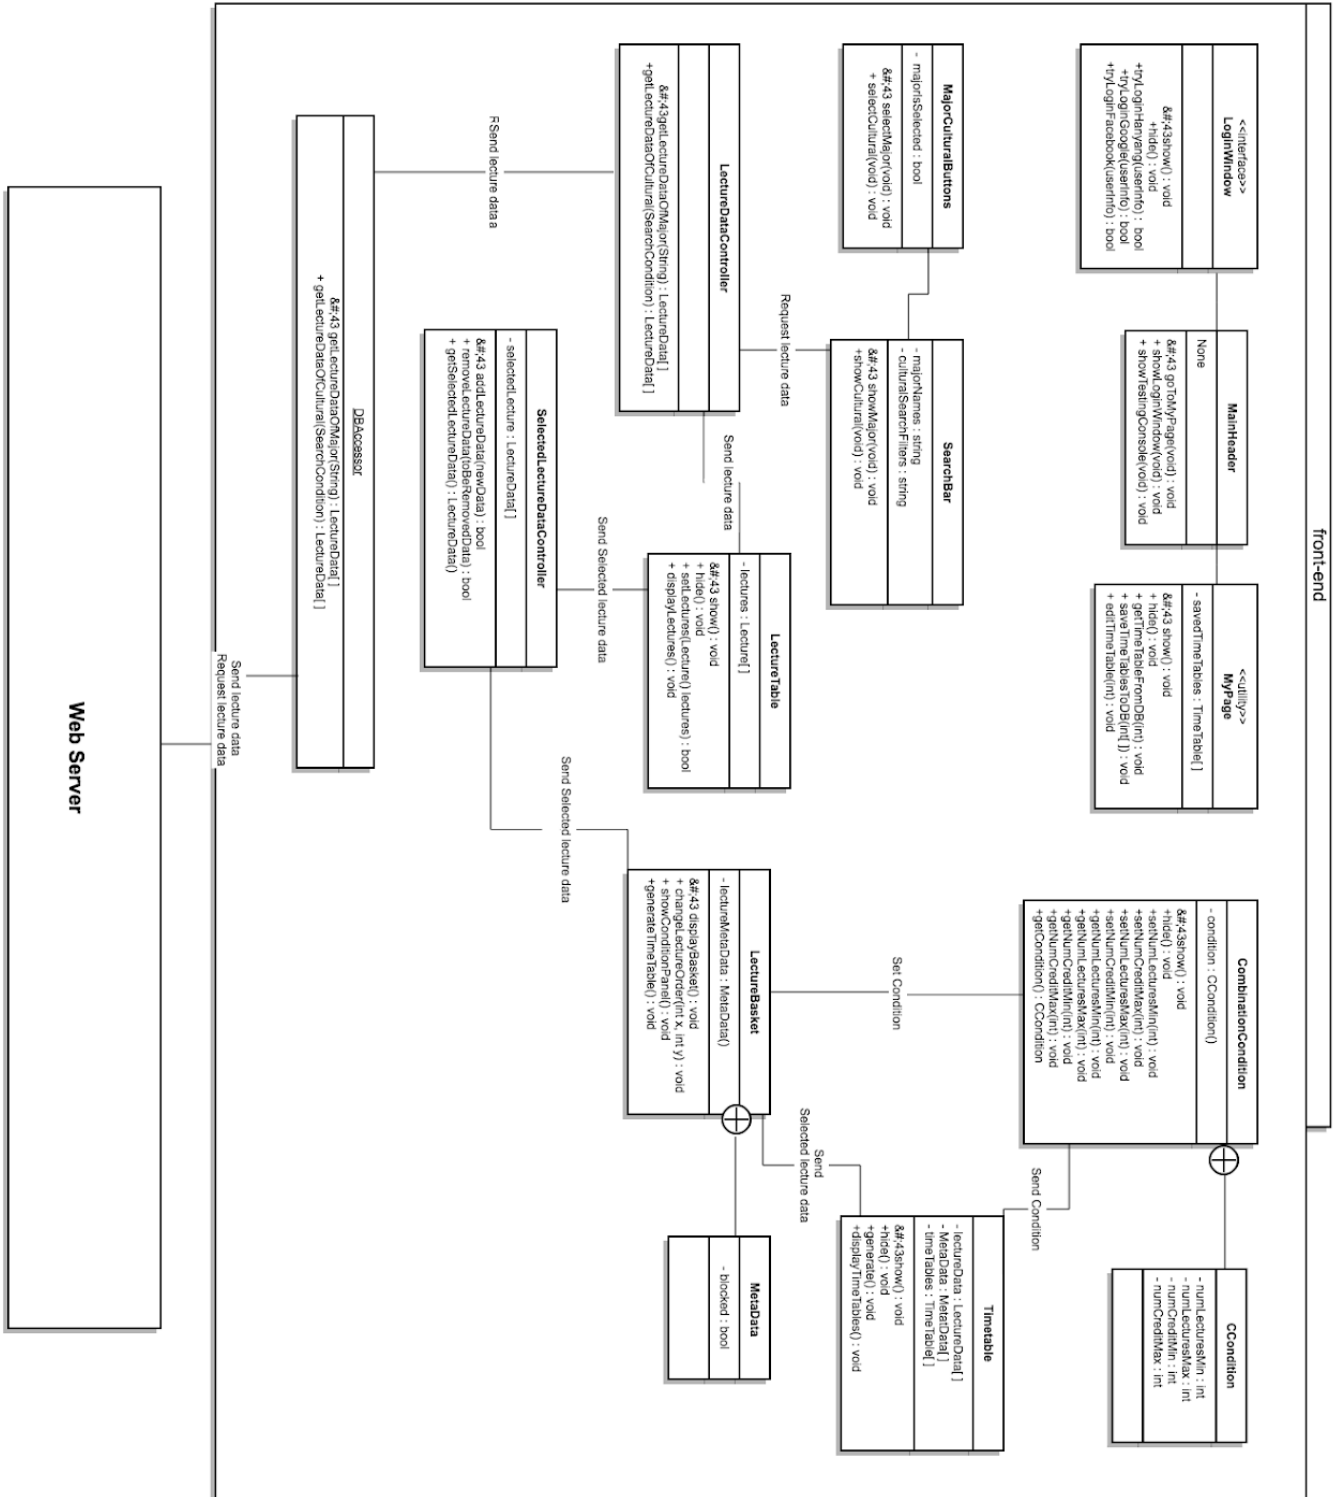 front-end
<<interface>>
LoginWindow
&#;43show() : void
+hide() : void
+tryLoginHanyang(userInfo) : bool
+tryLoginGoogle(userInfo) : bool
+tryLoginFacebook(userInfo) : bool
MainHeader
None
&#;43 goToMyPage(void) : void
+ showLoginWindow(void) : void
+ showTestingConsole(void) : void
<<utility>>
MyPage
- savedTimeTables : TimeTable[ ]
&#;43 show() : void
+ hide() : void
+ getTimeTableFromDB(int) : void
+ saveTimeTablesToDB(int[ ]) : void
+ editTimeTable(int) : void
CombinationCondition
- condition : CCondition()
&#;43show() : void
+hide() : void
+setNumLecturesMin(int) : void
+setNumCreditMax(int) : void
+setNumLecturesMax(int) : void
+setNumCreditMin(int) : void
+getNumLecturesMin(int) : void
+getNumLecturesMax(int) : void
+getNumCreditMin(int) : void
+getNumCreditMax(int) : void
+getCondition() : CCondition
CCondition
- numLecturesMin : int
- numLecturesMax : int
- numCreditMin : int
- numCreditMax : int
MajorCulturalButtons
- majorIsSelected : bool
&#;43 selectMajor(void) : void
+ selectCultural(void) : void
SearchBar
- majorNames : string
- culturalSearchFilters : string
&#;43 showMajor(void) : void
+showCultural(void) : void
Request lecture data
Set Condition
Send Condition
Timetable
- lectureData : LectureData[ ]
- MetaData : MetatData[ ]
- timeTables : TimeTable[ ]
&#;43show() : void
+hide() : void
+generate() : void
+displayTimeTables() : void
LectureDataController
&#;43getLectureDataOfMajor(String) : LectureData[ ]
+getLectureDataOfCultural(SearchCondition) : LectureData[ ]
Send lecture data
LectureTable
- lectures : Lecture[ ]
&#;43 show() : void
+ hide() : void
+ setLectures(Lecture() lectures) : bool
+ displayLectures() : void
LectureBasket
- lectureMetaData : MetaData()
&#;43 displayBasket() : void
+ changeLectureOrder(int x, int y) : void
+ showConditionPanel() : void
+generateTimeTable() : void
Send
Selected lecture data
MetaData
- blocked : bool
RSend lecture data a
SelectedLectureDataController
- selectedLecture : LectureData[ ]
&#;43 addLectureData(newData) : bool
+ removeLectureData(toBeRemovedData) : bool
+ getSelectedLectureData() : LectureData()
Send Selected lecture data
Send Selected lecture data
DBAccessor
&#;43 getLectureDataOfMajor(String) : LectureData[ ]
+ getLectureDataOfCultural(SearchCondition) : LectureData[ ]
Send lecture data
Request lecture data
Web Server